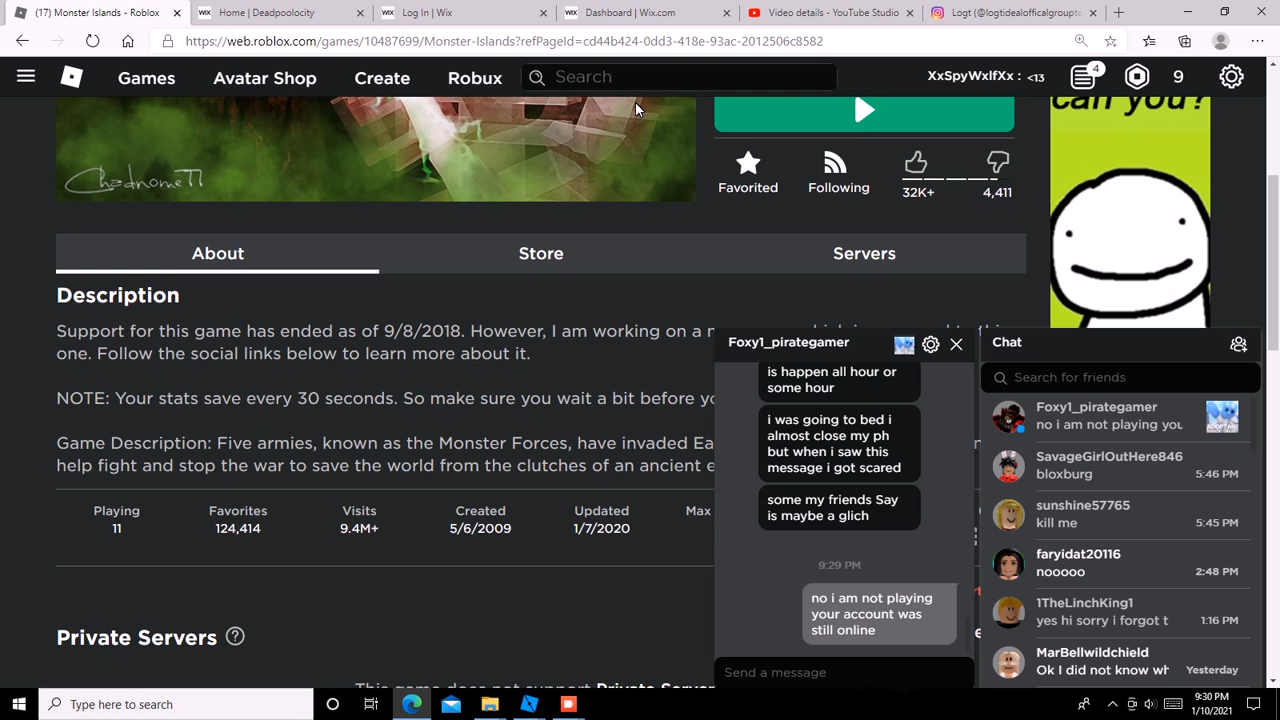 (17) Monster Islands - Roblox
WIX Home | Deadpoolocity
WIX Log In | Wix
WIX Dashboard | Wix.com
Video details - YouTube Studio
Logt (@logtidealofficalgroupte
https://web.roblox.com/games/10487699/Monster-Islands?refPageId=cd44b424-0dd3-418e-93ac-2012506c8582
Games
Avatar Shop
Create
Robux
Search
XxSpyWxlfXx : <13
4
9
can you?
Favorited
Following
32K+
4,411
About
Store
Servers
Description
Support for this game has ended as of 9/8/2018. However, I am working on a
one. Follow the social links below to learn more about it.
NOTE: Your stats save every 30 seconds. So make sure you wait a bit before
Game Description: Five armies, known as the Monster Forces, have invaded
help fight and stop the war to save the world from the clutches of an ancient
Playing
11
Favorites
124,414
Visits
9.4M+
Created
5/6/2009
Updated
1/7/2020
Max
Private Servers ?
This game does not support Private
Foxy1_pirategamer
is happen all hour or
some hour
i was going to bed i
almost close my ph
but when i saw this
message i got scared
some my friends Say
is maybe a glich
9:29 PM
no i am not playing
your account was
still online
Send a message
Chat
Search for friends
Foxy1_pirategamer
no i am not playing you
SavageGirlOutHere846
bloxburg 5:46 PM
sunshine57765
kill me 5:45 PM
faryidat20116
nooooo 2:48 PM
1TheLinchKing1
yes hi sorry i forgot t 1:16 PM
MarBellwildchield
Ok I did not know wh Yesterday
Type here to search
9:30 PM
1/10/2021